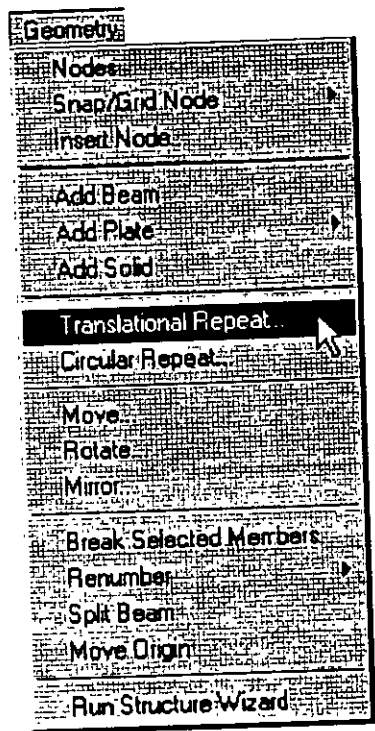 Geometry
Nodes...
Snap/Grid Node
Insert Node...
Add Beam
Add Plate
Add Solid
Translational Repeat...
Circular Repeat...
Move...
Rotate...
Mirror...
Break Selected Members...
Renumber
Split Beam...
Move Origin...
Run Structure Wizard